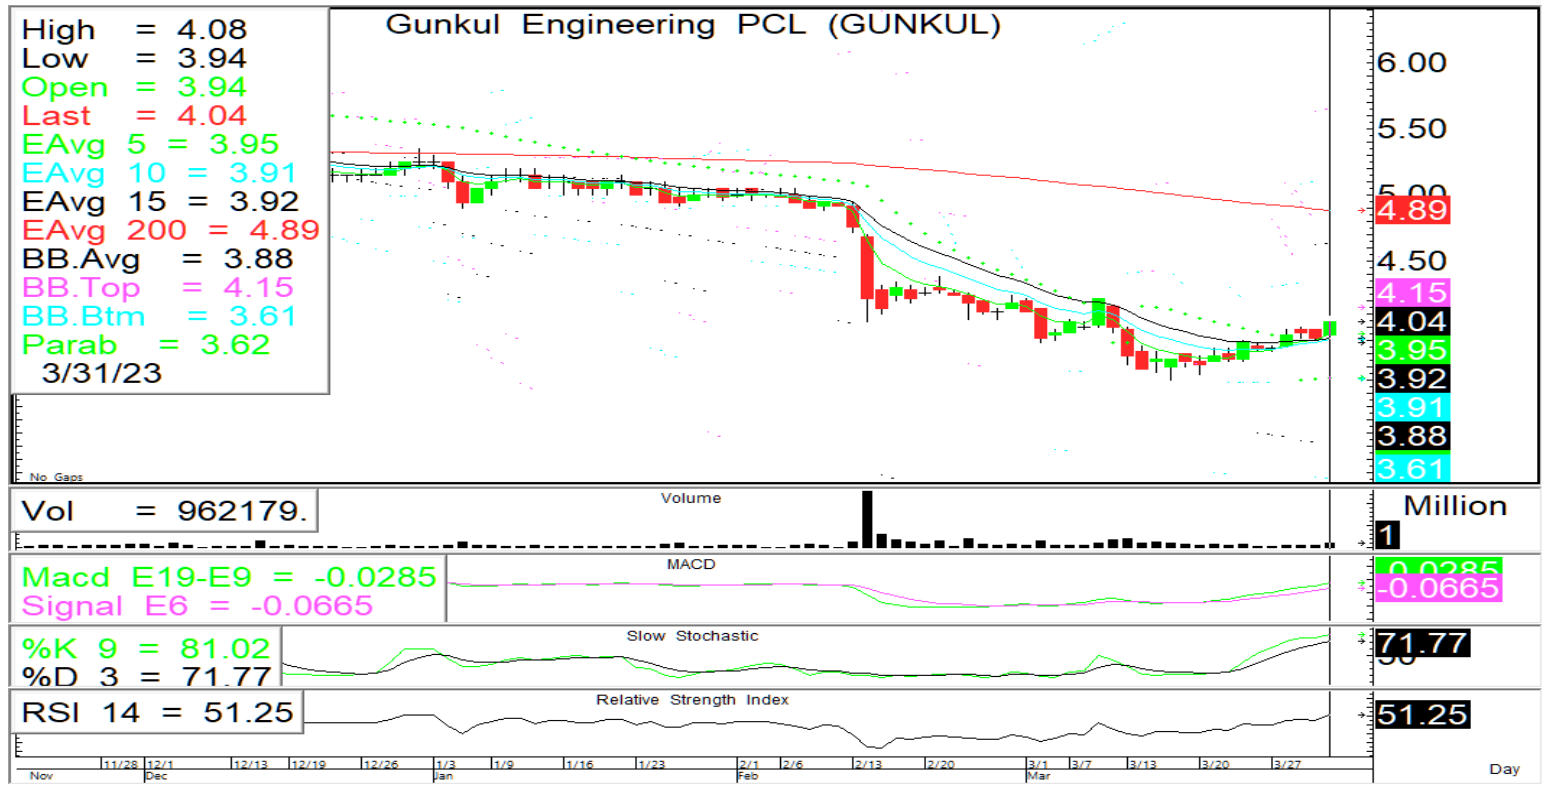 Gunkul Engineering PCL (GUNKUL)
High = 4.08
Low = 3.94
Open = 3.94
Last = 4.04
EAvg 5 = 3.95
EAvg 10 = 3.91
EAvg 15 = 3.92
EAvg 200 = 4.89
BB.Avg = 3.88
BB.Top = 4.15
BB.Btm = 3.61
Parab = 3.62
3/31/23
No Gaps
6.00
5.50
5.00
4.89
4.50
4.15
4.04
3.95
3.92
3.91
3.88
3.61
Volume
Vol = 962179.
Million
1
MACD
Macd E19-E9 = -0.0285
Signal E6 = -0.0665
-0.0285
-0.0665
Slow Stochastic
%K 9 = 81.02
%D 3 = 71.77
71.77
50
Relative Strength Index
RSI 14 = 51.25
51.25
11/28 12/1 12/13 12/19 12/26 1/3 1/9 1/16 1/23 2/1 2/6 2/13 2/20 3/1 3/7 3/13 3/20 3/27
Nov Dec Jan Feb Mar Day